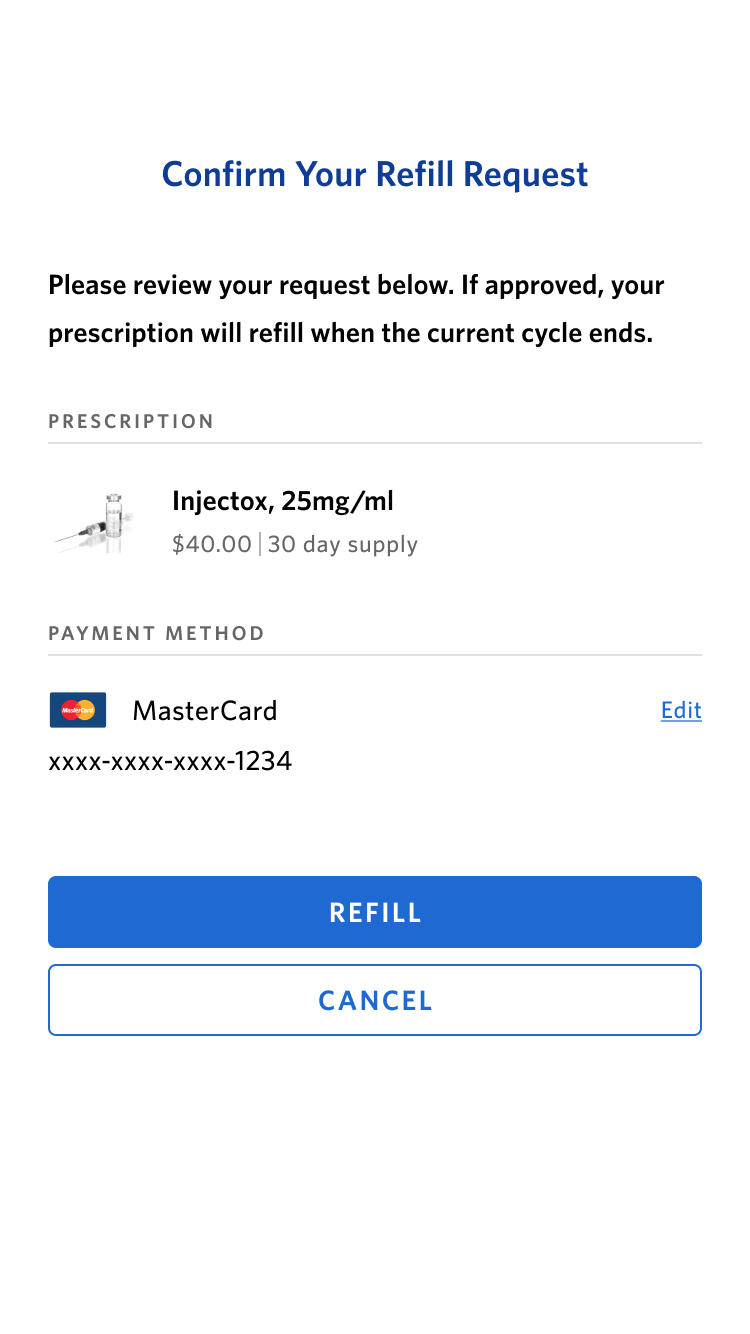 Confirm Your Refill Request
Please review your request below. If approved, your
prescription will refill when the current cycle ends.
PRESCRIPTION
Injectox, 25mg/ml
$40.00 | 30 day supply
PAYMENT METHOD
MasterCard
MasterCard
Edit
xxxx-xxxx-xxxx-1234
REFILL
CANCEL